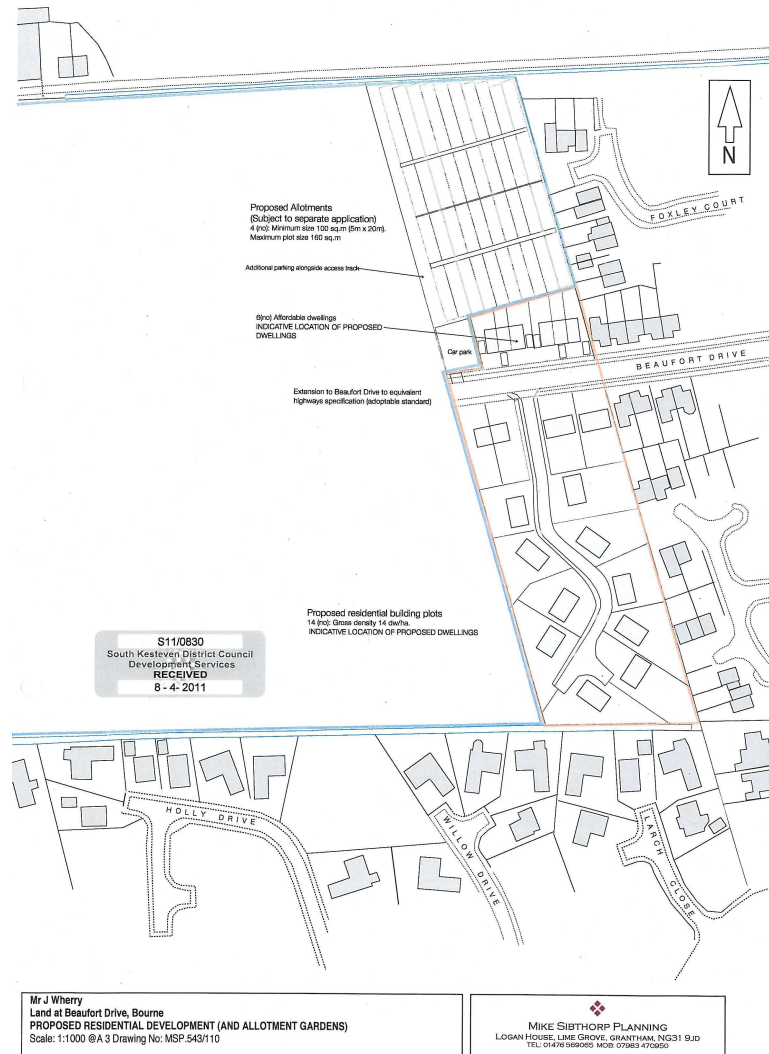 N
Proposed Allotments
(Subject to separate application)
4 (no): Minimum size 100 sq.m (5m x 20m).
Maximum plot size 160 sq.m
FOXLEY COURT
Additional parking alongside access track
6(no) Affordable dwellings
INDICATIVE LOCATION OF PROPOSED
DWELLINGS
Car park
BEAUFORT DRIVE
Extension to Beaufort Drive to equivalent
highways specification (adoptable standard)
Proposed residential building plots
14 (no): Gross density 14 dw/ha.
INDICATIVE LOCATION OF PROPOSED DWELLINGS
S11/0830
South Kesteven District Council
Development Services
RECEIVED
8 - 4- 2011
HOLLY DRIVE
WILLOW DRIVE
LARCH CLOSE
Mr J Wherry
Land at Beaufort Drive, Bourne
PROPOSED RESIDENTIAL DEVELOPMENT (AND ALLOTMENT GARDENS)
Scale: 1:1000 @A 3 Drawing No: MSP.543/110
MIKE SIBTHORP PLANNING
LOGAN HOUSE, LIME GROVE, GRANTHAM, NG31 9JD
TEL: 01476 569065 MOB: 07983 470950